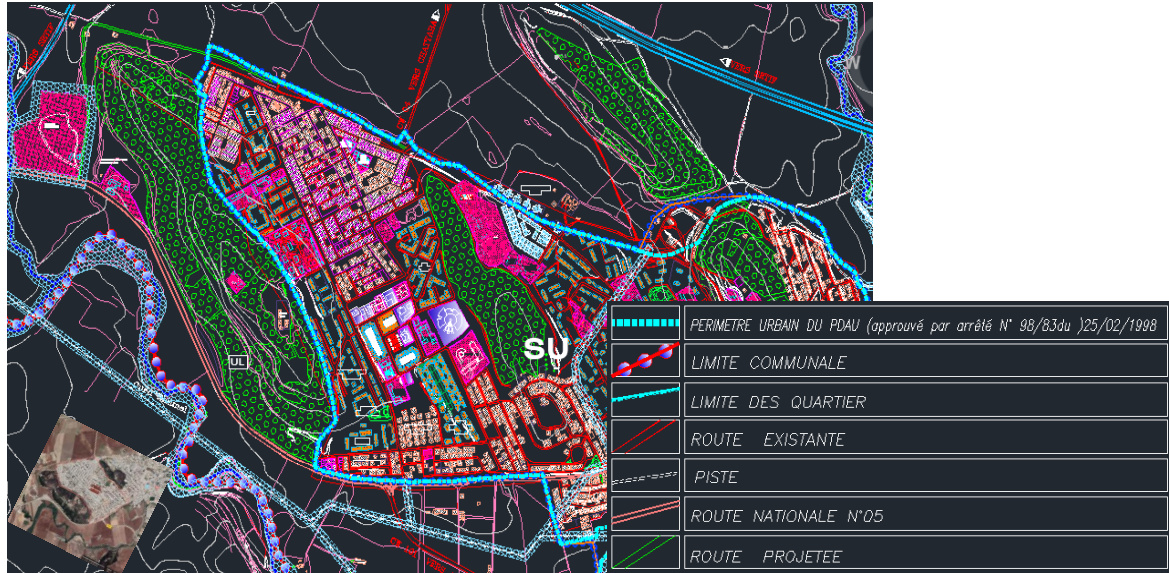 W
SU
UL
PERIMETRE URBAIN DU PDAU (approuvé par arrêté N° 98/83du )25/02/1998
LIMITE COMMUNALE
LIMITE DES QUARTIER
ROUTE EXISTANTE
PISTE
ROUTE NATIONALE N°05
ROUTE PROJETEE